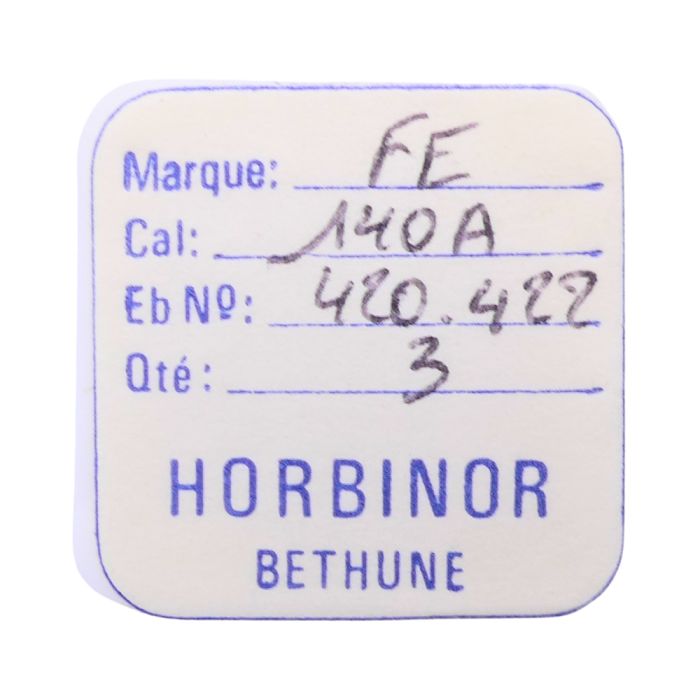 Marque: FE
Cal: 140A
Eb Nº: 420.422
Qté: 3
HORBINOR
BETHUNE